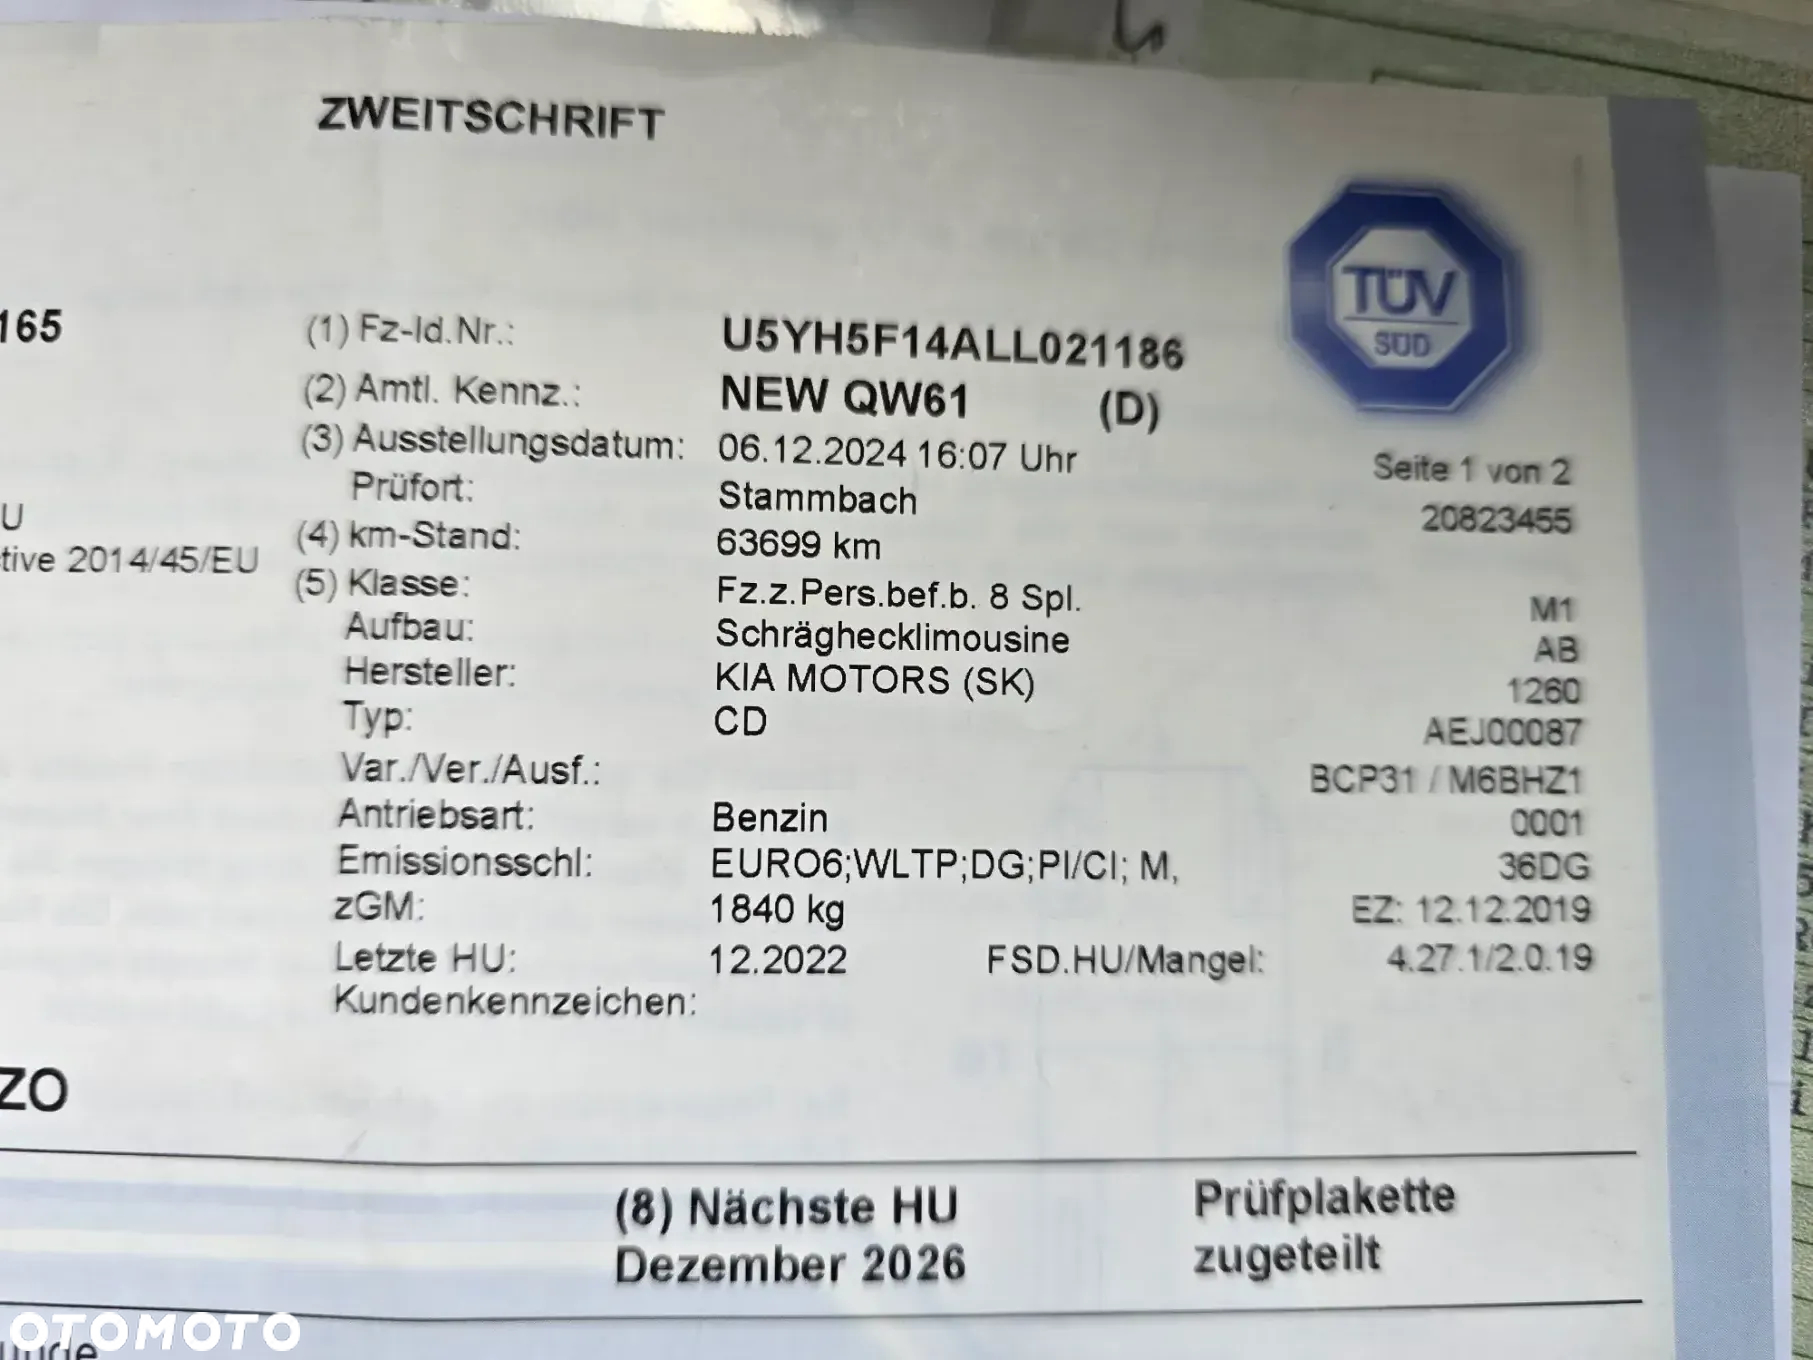 ZWEITSCHRIFT
TÜV
SÜD
165
(1) Fz-Id.Nr.: U5YH5F14ALL021186
(2) Amtl. Kennz.: NEW QW61 (D)
(3) Ausstellungsdatum: 06.12.2024 16:07 Uhr Seite 1 von 2
Prüfort: Stammbach 20823455
U
(4) km-Stand: 63699 km
tive 2014/45/EU
(5) Klasse: Fz.z.Pers.bef.b. 8 Spl. M1
Aufbau: Schräghecklimousine AB
Hersteller: KIA MOTORS (SK) 1260
Typ: CD AEJ00087
Var./Ver./Ausf.: BCP31 / M6BHZ1
Antriebsart: Benzin 0001
Emissionsschl: EURO6;WLTP;DG;PI/CI; M, 36DG
zGM: 1840 kg EZ: 12.12.2019
Letzte HU: 12.2022 FSD.HU/Mangel: 4.27.1/2.0.19
Kundenkennzeichen:
ZO
(8) Nächste HU Prüfplakette
Dezember 2026 zugeteilt
OTOMOTO